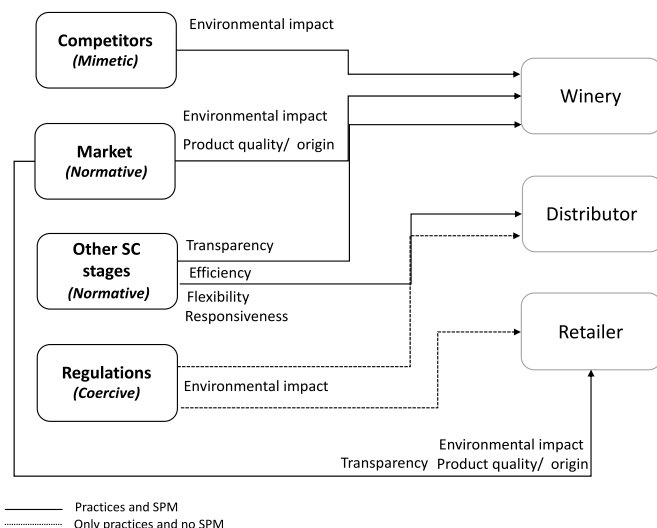 Environmental impact
Competitors
(Mimetic)
Winery
Environmental impact
Product quality/ origin
Market
(Normative)
Distributor
Other SC
stages
(Normative)
Transparency
Efficiency
Flexibility
Responsiveness
Retailer
Regulations
(Coercive)
Environmental impact
Environmental impact
Transparency Product quality/ origin
Practices and SPM
Only practices and no SPM